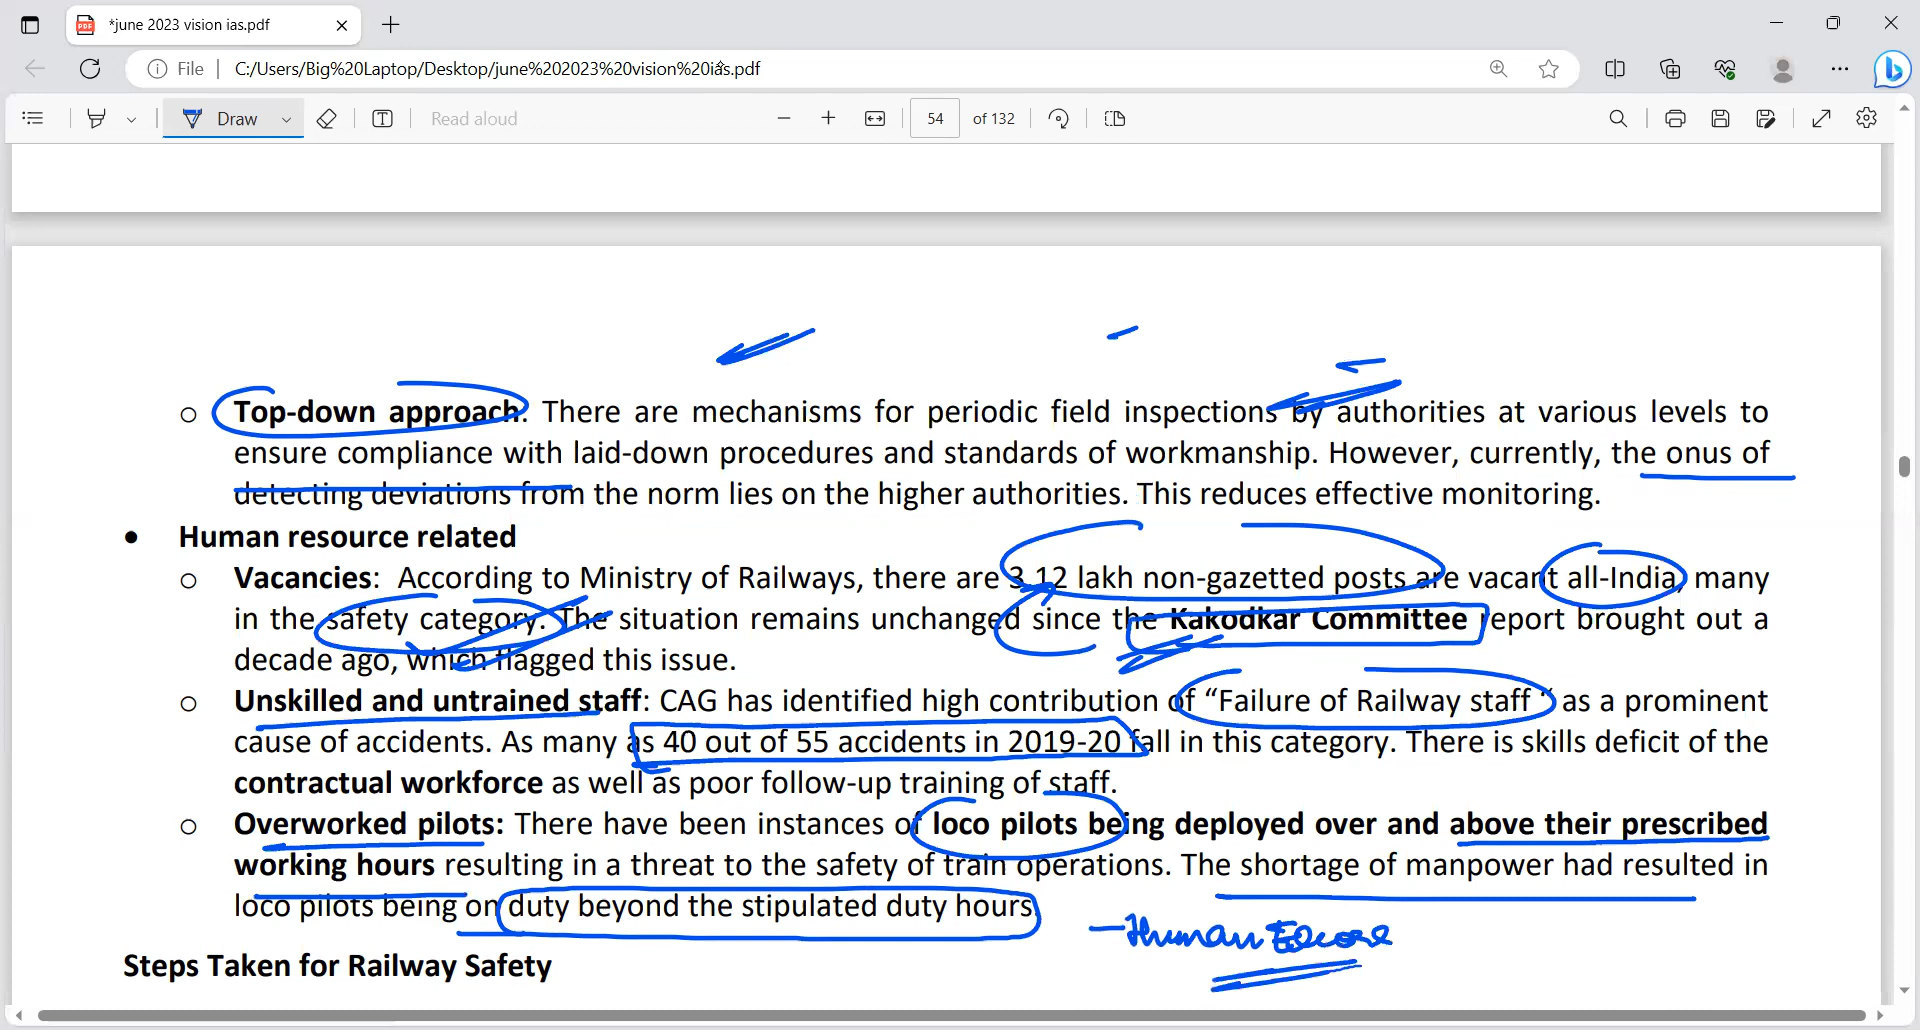 *june 2023 vision ias.pdf
File
C:/Users/Big%20Laptop/Desktop/june%202023%20vision%20ias.pdf
Draw
Read aloud
54 of 132
Top-down approach. There are mechanisms for periodic field inspections by authorities at various levels to
ensure compliance with laid-down procedures and standards of workmanship. However, currently, the onus of
detecting deviations from the norm lies on the higher authorities. This reduces effective monitoring.
Human resource related
Vacancies: According to Ministry of Railways, there are 3.12 lakh non-gazetted posts are vacant all-India, many
in the safety category. The situation remains unchanged since the Kakodkar Committee report brought out a
decade ago, which flagged this issue.
Unskilled and untrained staff: CAG has identified high contribution of “Failure of Railway staff “ as a prominent
cause of accidents. As many as 40 out of 55 accidents in 2019-20 fall in this category. There is skills deficit of the
contractual workforce as well as poor follow-up training of staff.
Overworked pilots: There have been instances of loco pilots being deployed over and above their prescribed
working hours resulting in a threat to the safety of train operations. The shortage of manpower had resulted in
loco pilots being on duty beyond the stipulated duty hours.
Human
Steps Taken for Railway Safety